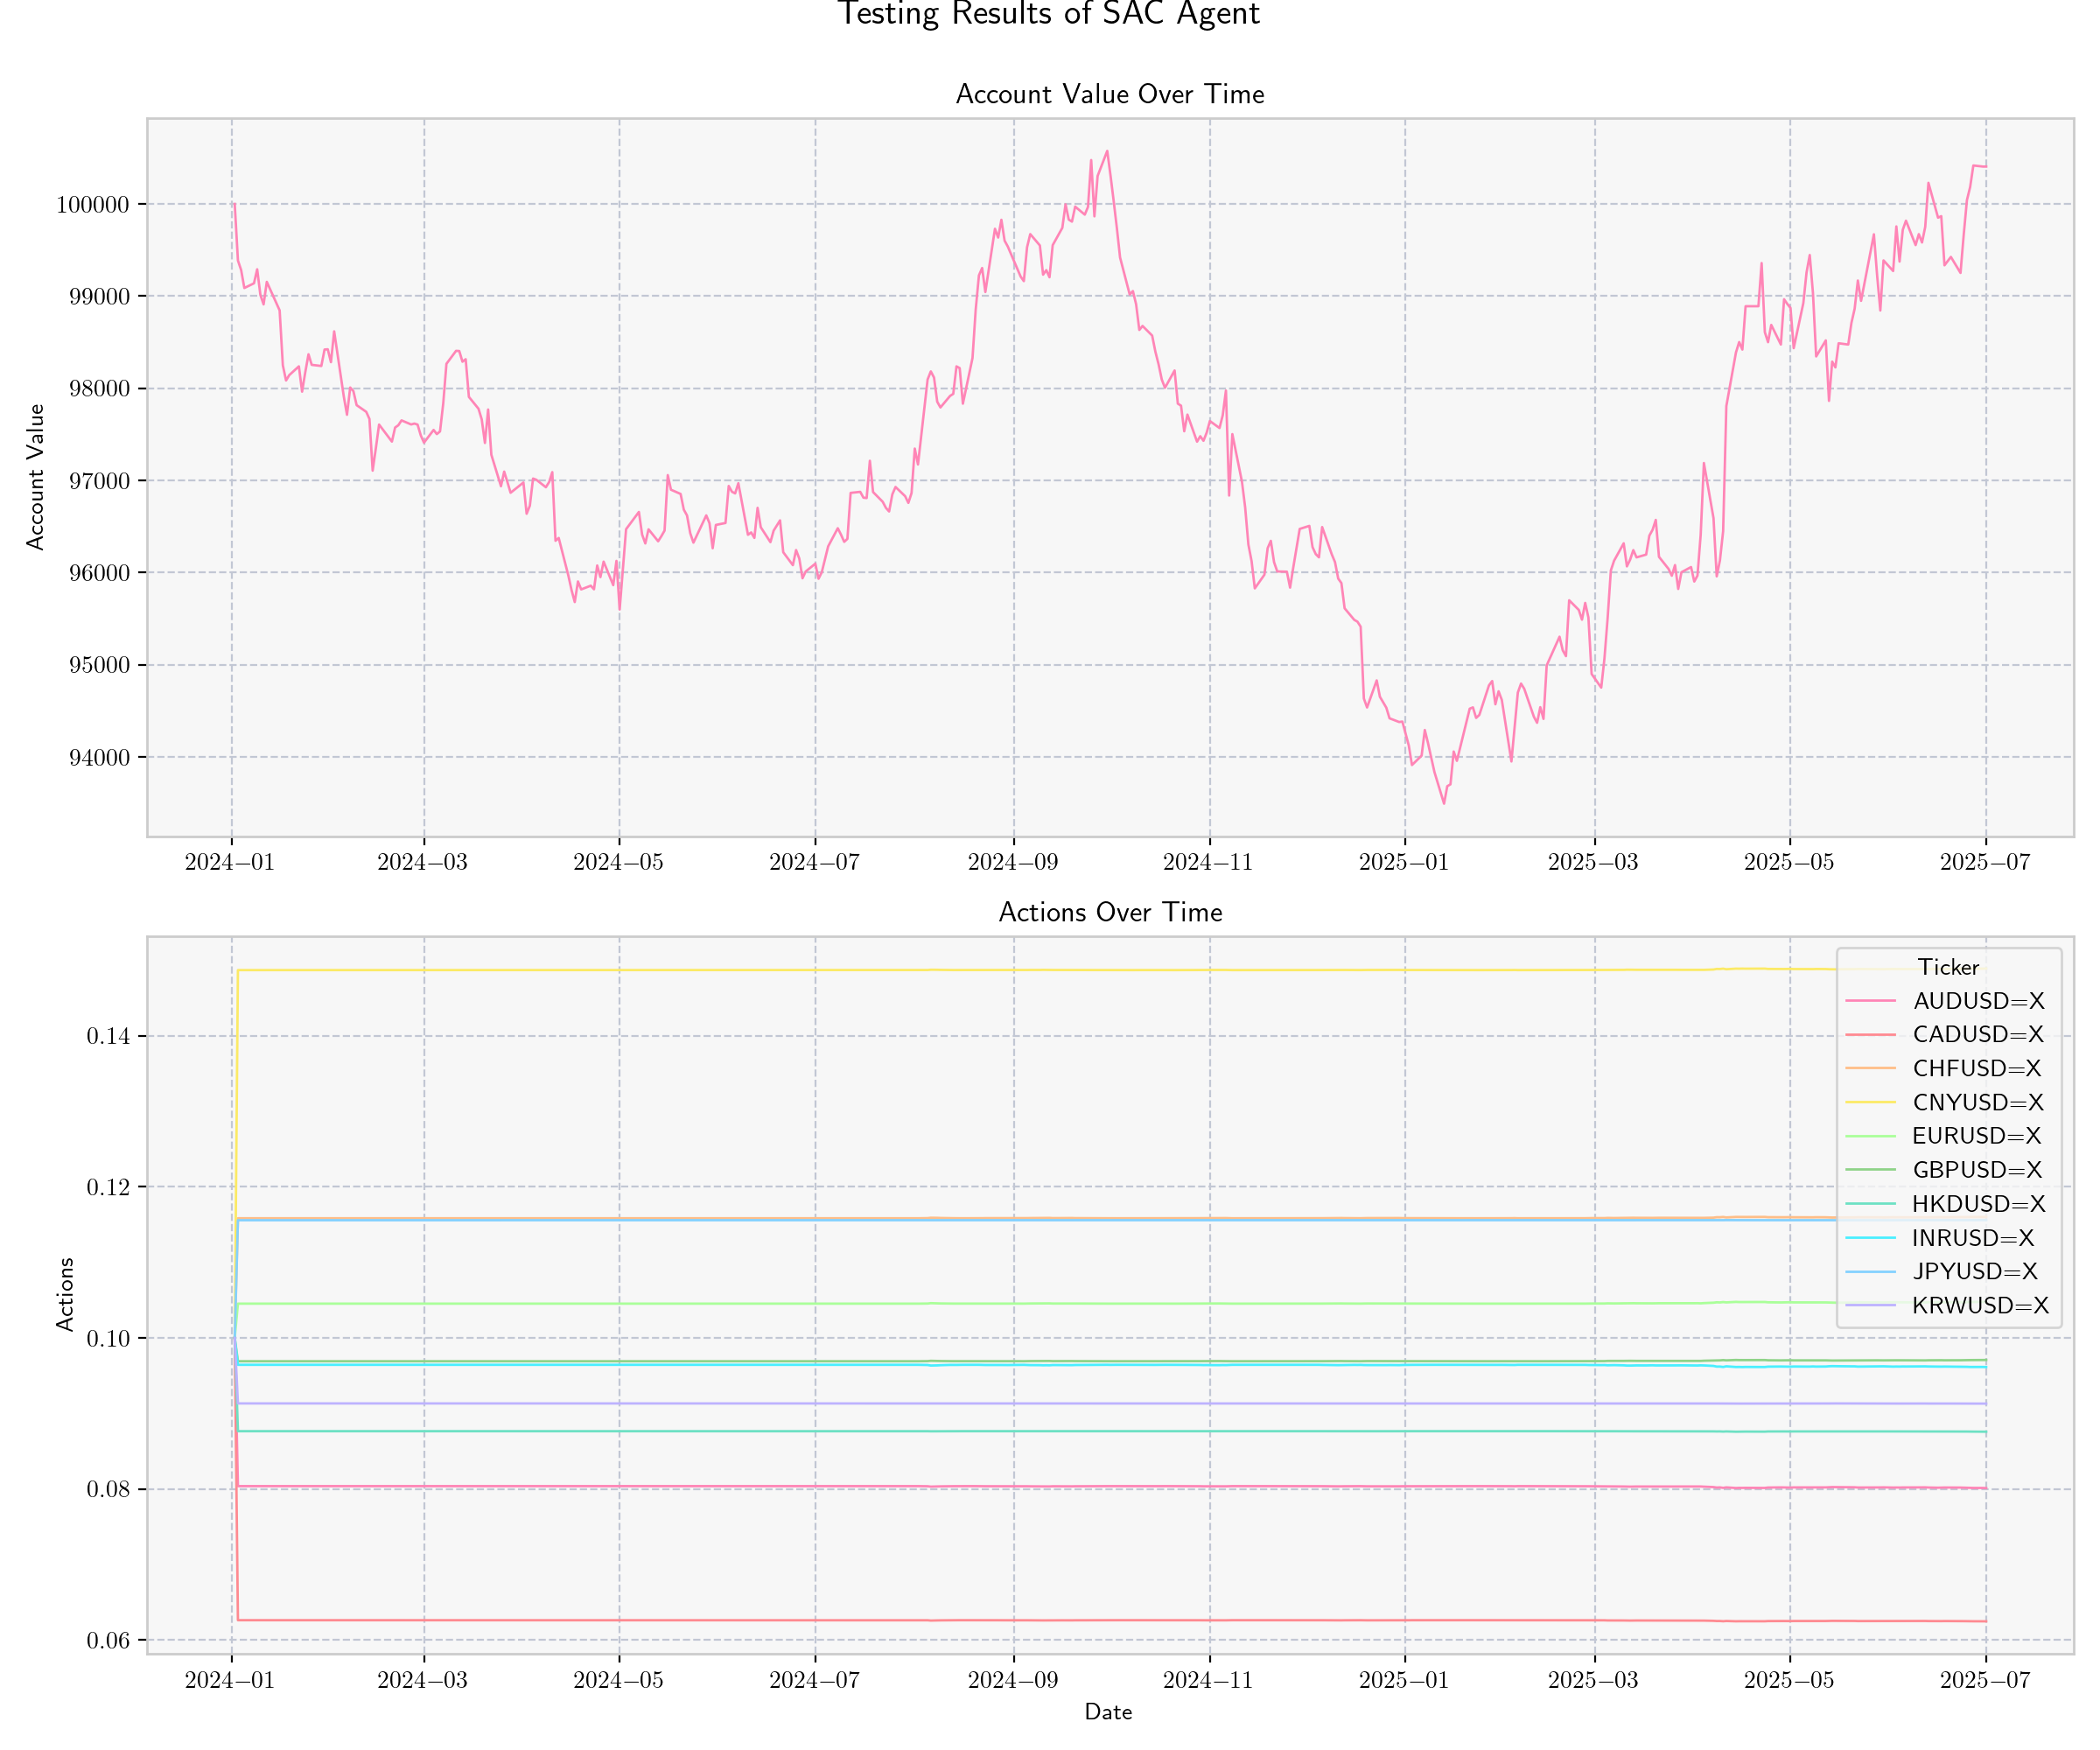 Testing Results of SAC Agent
Account Value Over Time
Account Value
100000
99000
98000
97000
96000
95000
94000
2024−01 2024−03 2024−05 2024−07 2024−09 2024−11 2025−01 2025−03 2025−05 2025−07
Actions Over Time
Actions
0.14
0.12
0.10
0.08
0.06
Ticker
AUDUSD=X
CADUSD=X
CHFUSD=X
CNYUSD=X
EURUSD=X
GBPUSD=X
HKDUSD=X
INRUSD=X
JPYUSD=X
KRWUSD=X
2024−01 2024−03 2024−05 2024−07 2024−09 2024−11 2025−01 2025−03 2025−05 2025−07
Date